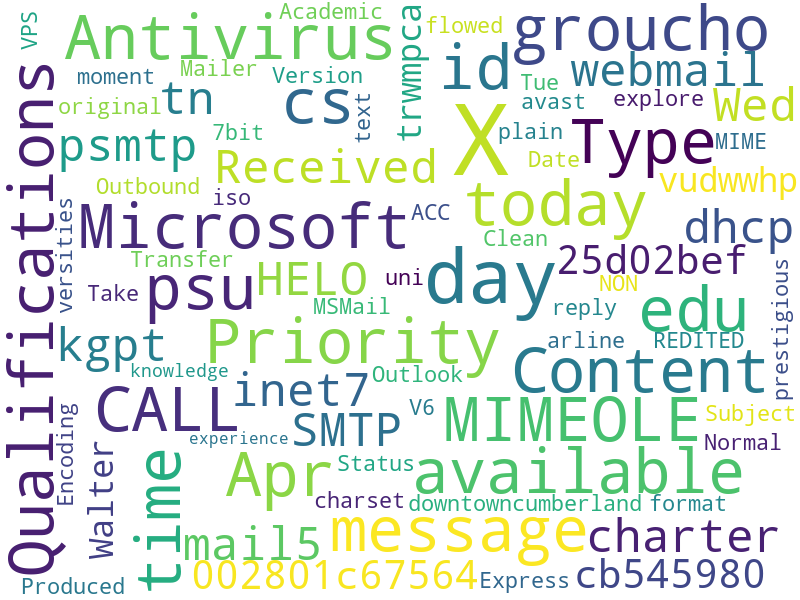 VPS
Antivirus
Academic
flowed
groucho
moment
Mailer
Version
id
webmail
original
tn
cs
text
trwmpca
Tue
avast
explore
Wed
psmtp
7bit
X
plain
Type
MIME
Received
Date
vudwwhp
Qualifications
Outbound
iso
today
versities
Microsoft
ACC
dhcp
Transfer
Clean
Take
psu
HELO
uni
day
25d02bef
NON
MSMail
reply
edu
prestigious
kgpt
Priority
arline
REDITED
knowledge
Outlook
Content
CALL
inet7
V6
MIMEOLE
Subject
Encoding
experience
SMTP
Normal
Walter
time
Apr
Status
available
charset
downtowncumberland
format
mail5
message
charter
Produced
002801c67564
Express
cb545980